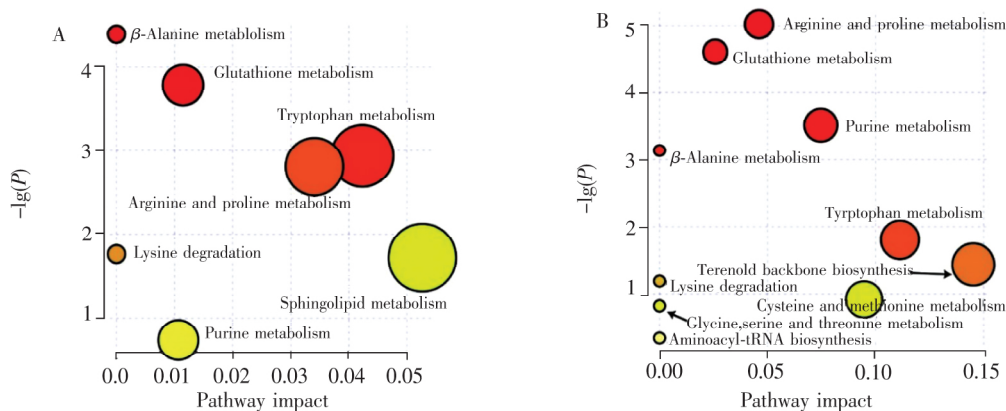 A
β-Alanine metablolism
4
Glutathione metabolism
Tryptophan metabolism
3
−lg(P)
Arginine and proline metabolism
2
Lysine degradation
Sphingolipid metabolism
1
Purine metabolism
0.0 0.01 0.02 0.03 0.04 0.05
Pathway impact
B
5
Arginine and proline metabolism
Glutathione metabolism
5
4
Purine metabolism
3
β-Alanine metabolism
−lg(P)
2
Tyrptophan metabolism
Terenold backbone biosynthesis
1
Lysine degradation
Cysteine and methionine metabolism
Glycine,serine and threonine metabolism
Aminoacyl-tRNA biosynthesis
0.00 0.05 0.10 0.15
Pathway impact